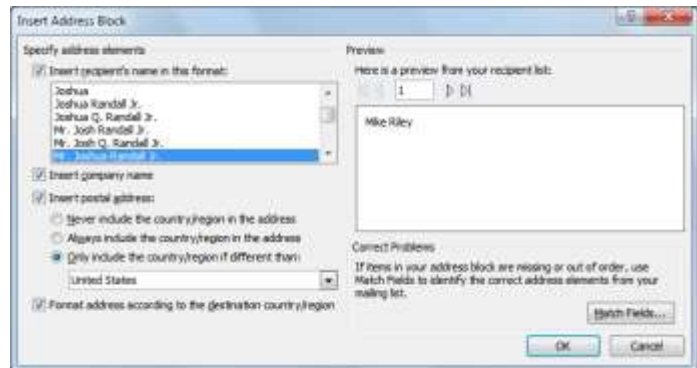 Insert Address Block
Specify address elements
Insert recipient's name in this format:
Joshua
Joshua Randall Jr.
Joshua Q. Randall Jr.
Mr. Josh Randall Jr.
Mr. Josh Q. Randall Jr.
Mr. Joshua Randall Jr.
Insert company name
Insert postal address:
Never include the country/region in the address
Always include the country/region in the address
Only include the country/region if different than:
United States
Format address according to the destination country/region
Preview
Here is a preview from your recipient list:
1
Mike Riley
Correct Problems
If items in your address block are missing or out of order, use
Match Fields to identify the correct address elements from your
mailing list.
Match Fields...
OK
Cancel